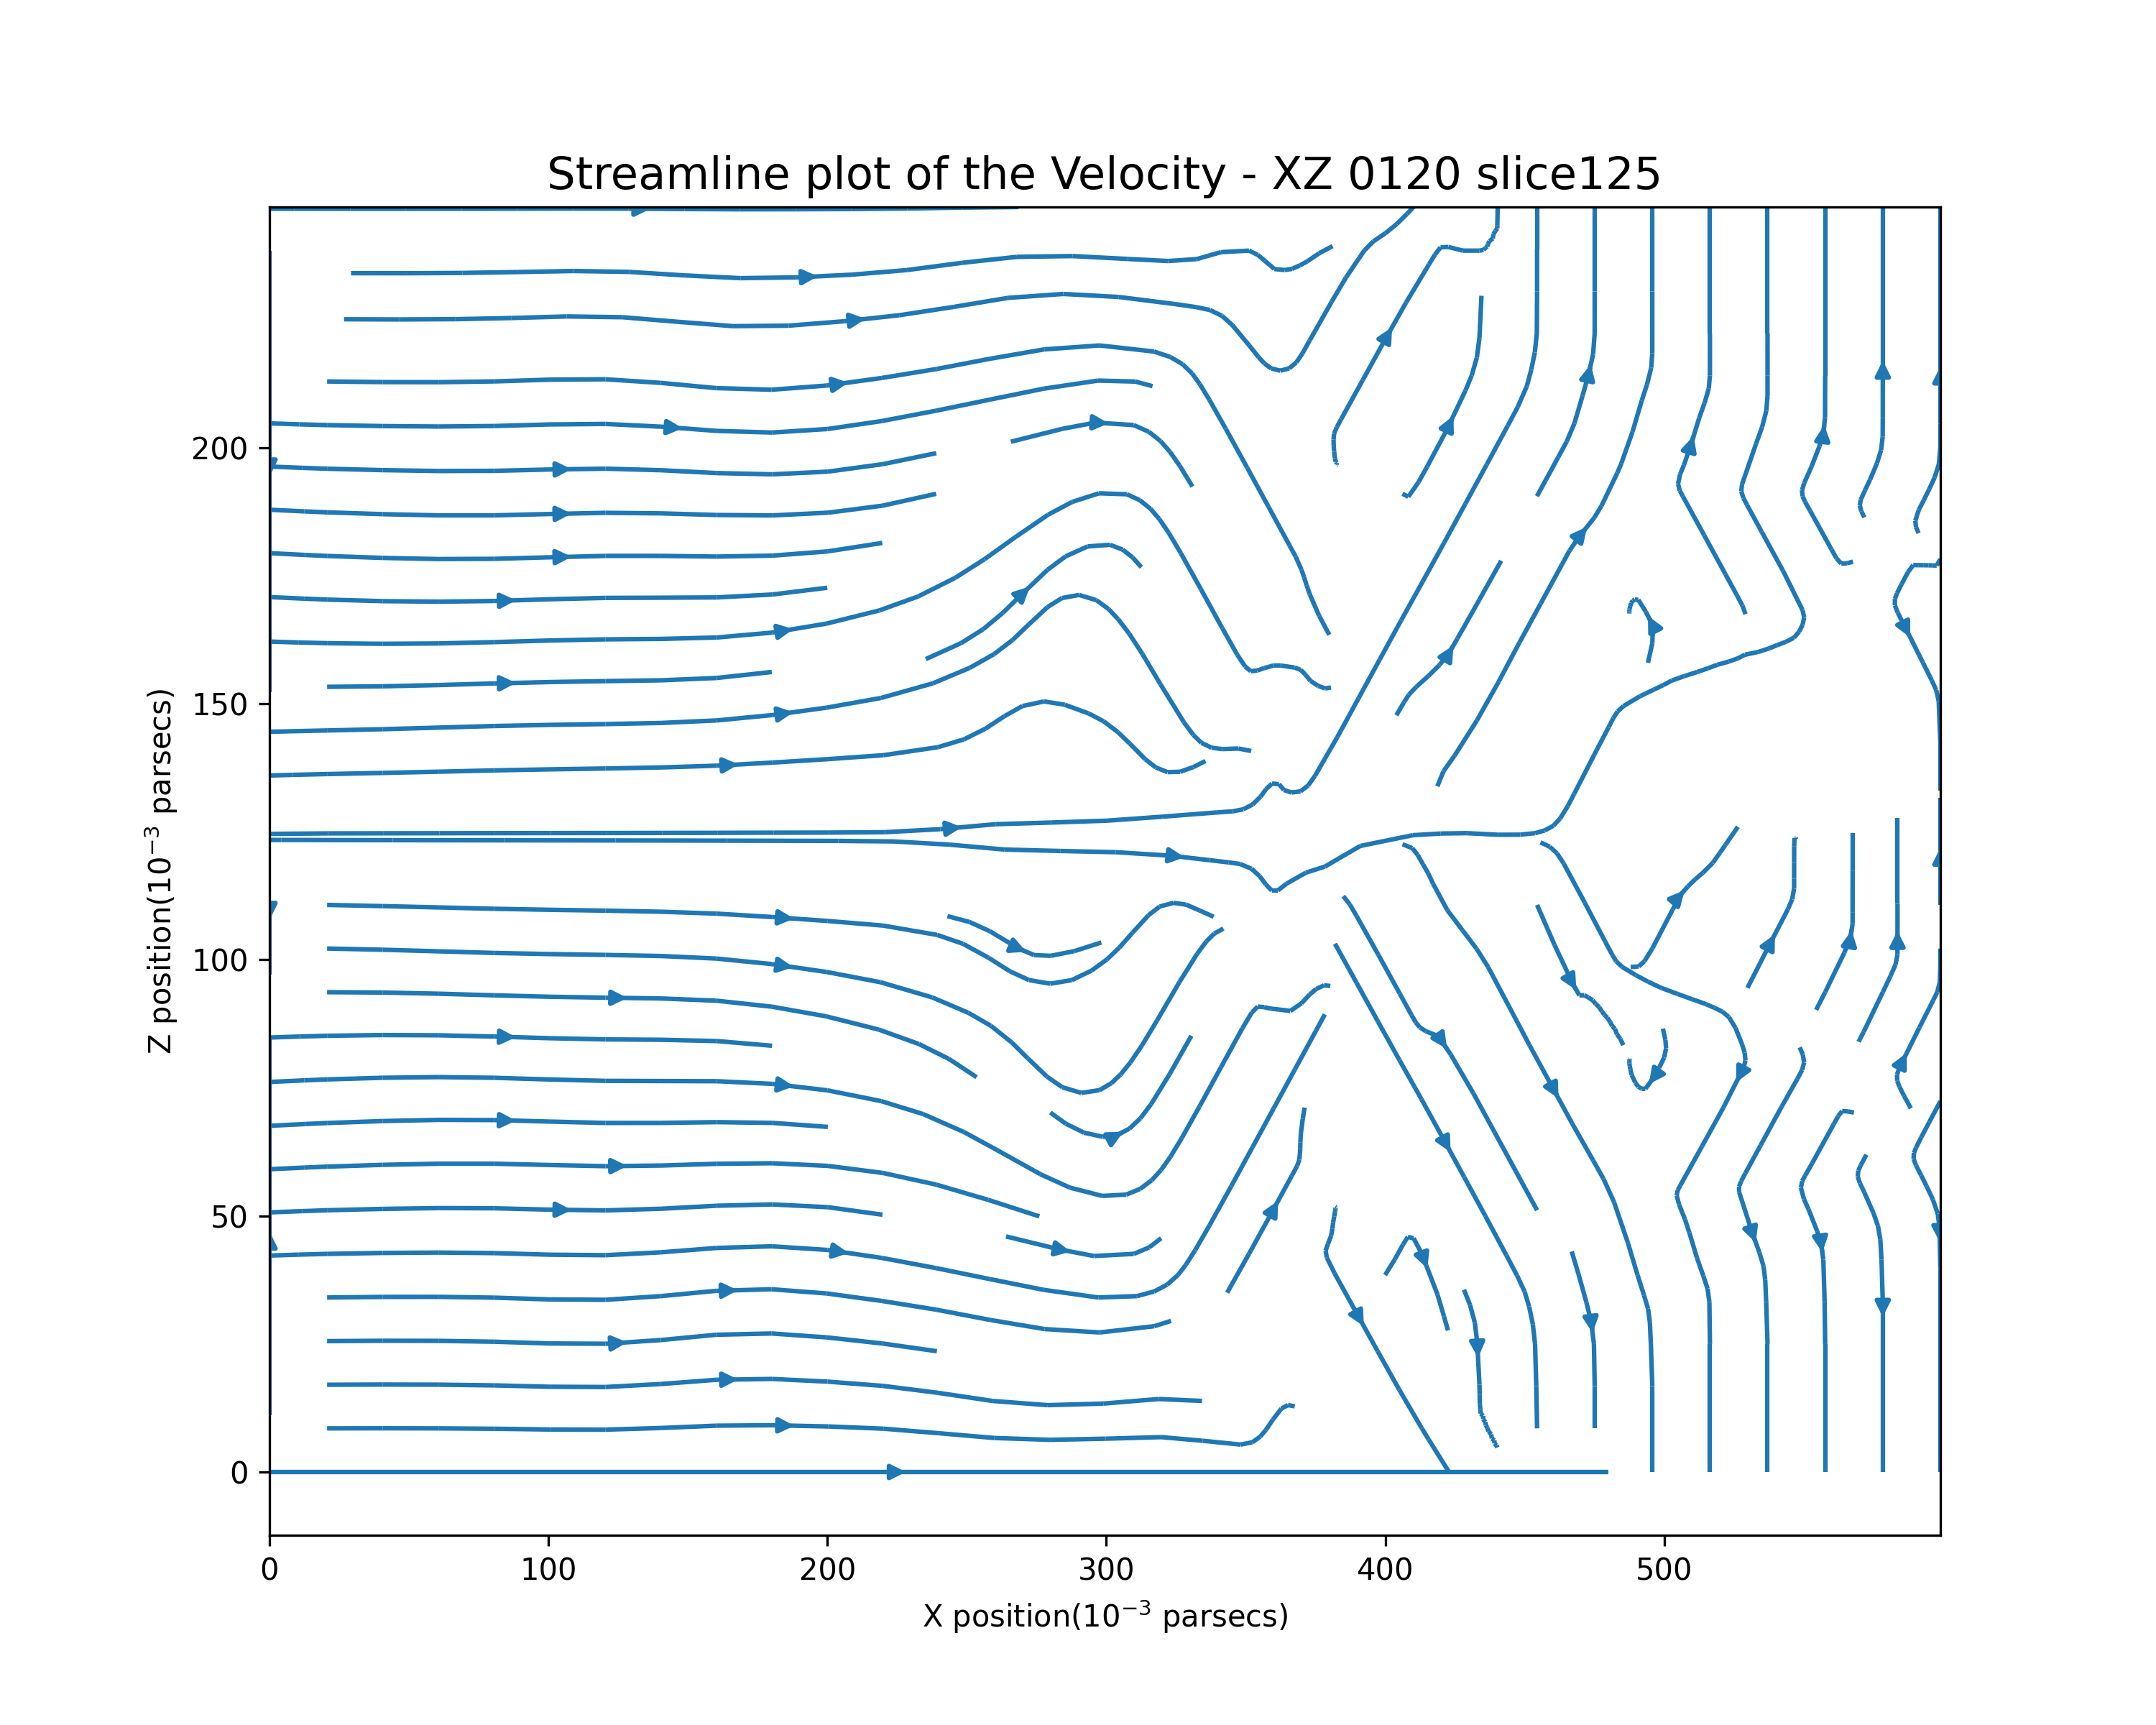 Streamline plot of the Velocity - XZ 0120 slice125
Z position(10⁻³ parsecs)
200
150
100
50
0
0 100 200 300 400 500
X position(10⁻³ parsecs)